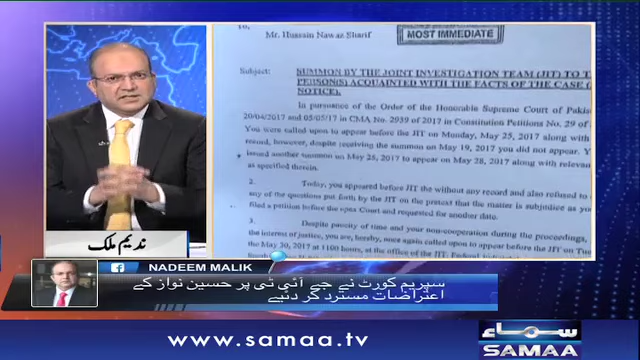 To,
Mr. Husain Nawaz Sharif
MOST IMMEDIATE
Subject: SUMMON BY THE JOINT INVESTIGATION TEAM (JIT) TO
PERSON(S) ACQUAINTED WITH THE FACTS OF THE CASE
NOTICE).
In pursuance of the Order of the Honorable Supreme Court of Pakis
20/04/2017 and 05/05/17 in CMA No. 2939 of 2017 in Constitution Petitions No. 29 of
You were called upon to appear before the JIT on Monday, May 25, 2017 along with
record, however, despite receiving the summon on May 19, 2017 you did not appear. Y
issued another summon on May 25, 2017 to appear on May 28, 2017 along with relevan
as specified therein.
2. Today, you appeared before JIT the without any record and also refused to
any of the questions put forth by the JIT on the pretext that the matter is subjudice as yo
filed a petition before the apex Court and requested for another date.
3. Despite paucity of time and your non-cooperation during the proceedings,
the interest of justice, you are, hereby, once again called upon to appear before the JIT on Tu
the May 30, 2017 at 1100 hours, at the office of the JIT, Federal
ندیم ملک
f NADEEM MALIK
سپریم کورٹ نے جے آئی ٹی پر حسین نواز کے
اعتراضات مسترد کر دئیے
www.samaa.tv
سماء
SAMAA